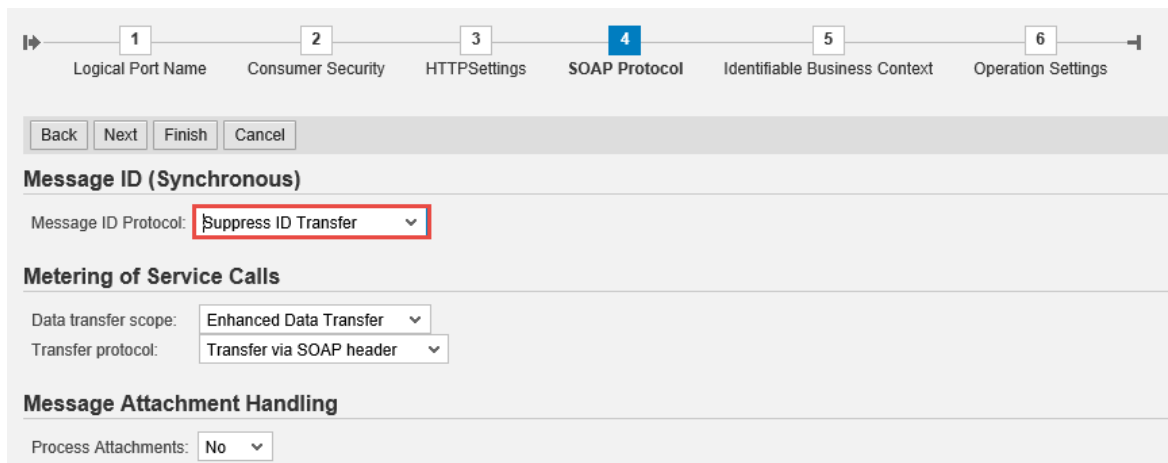 1 2 3 4 5 6
Logical Port Name Consumer Security HTTPSettings SOAP Protocol Identifiable Business Context Operation Settings
Back Next Finish Cancel
Message ID (Synchronous)
Message ID Protocol: Suppress ID Transfer
Metering of Service Calls
Data transfer scope: Enhanced Data Transfer
Transfer protocol: Transfer via SOAP header
Message Attachment Handling
Process Attachments: No